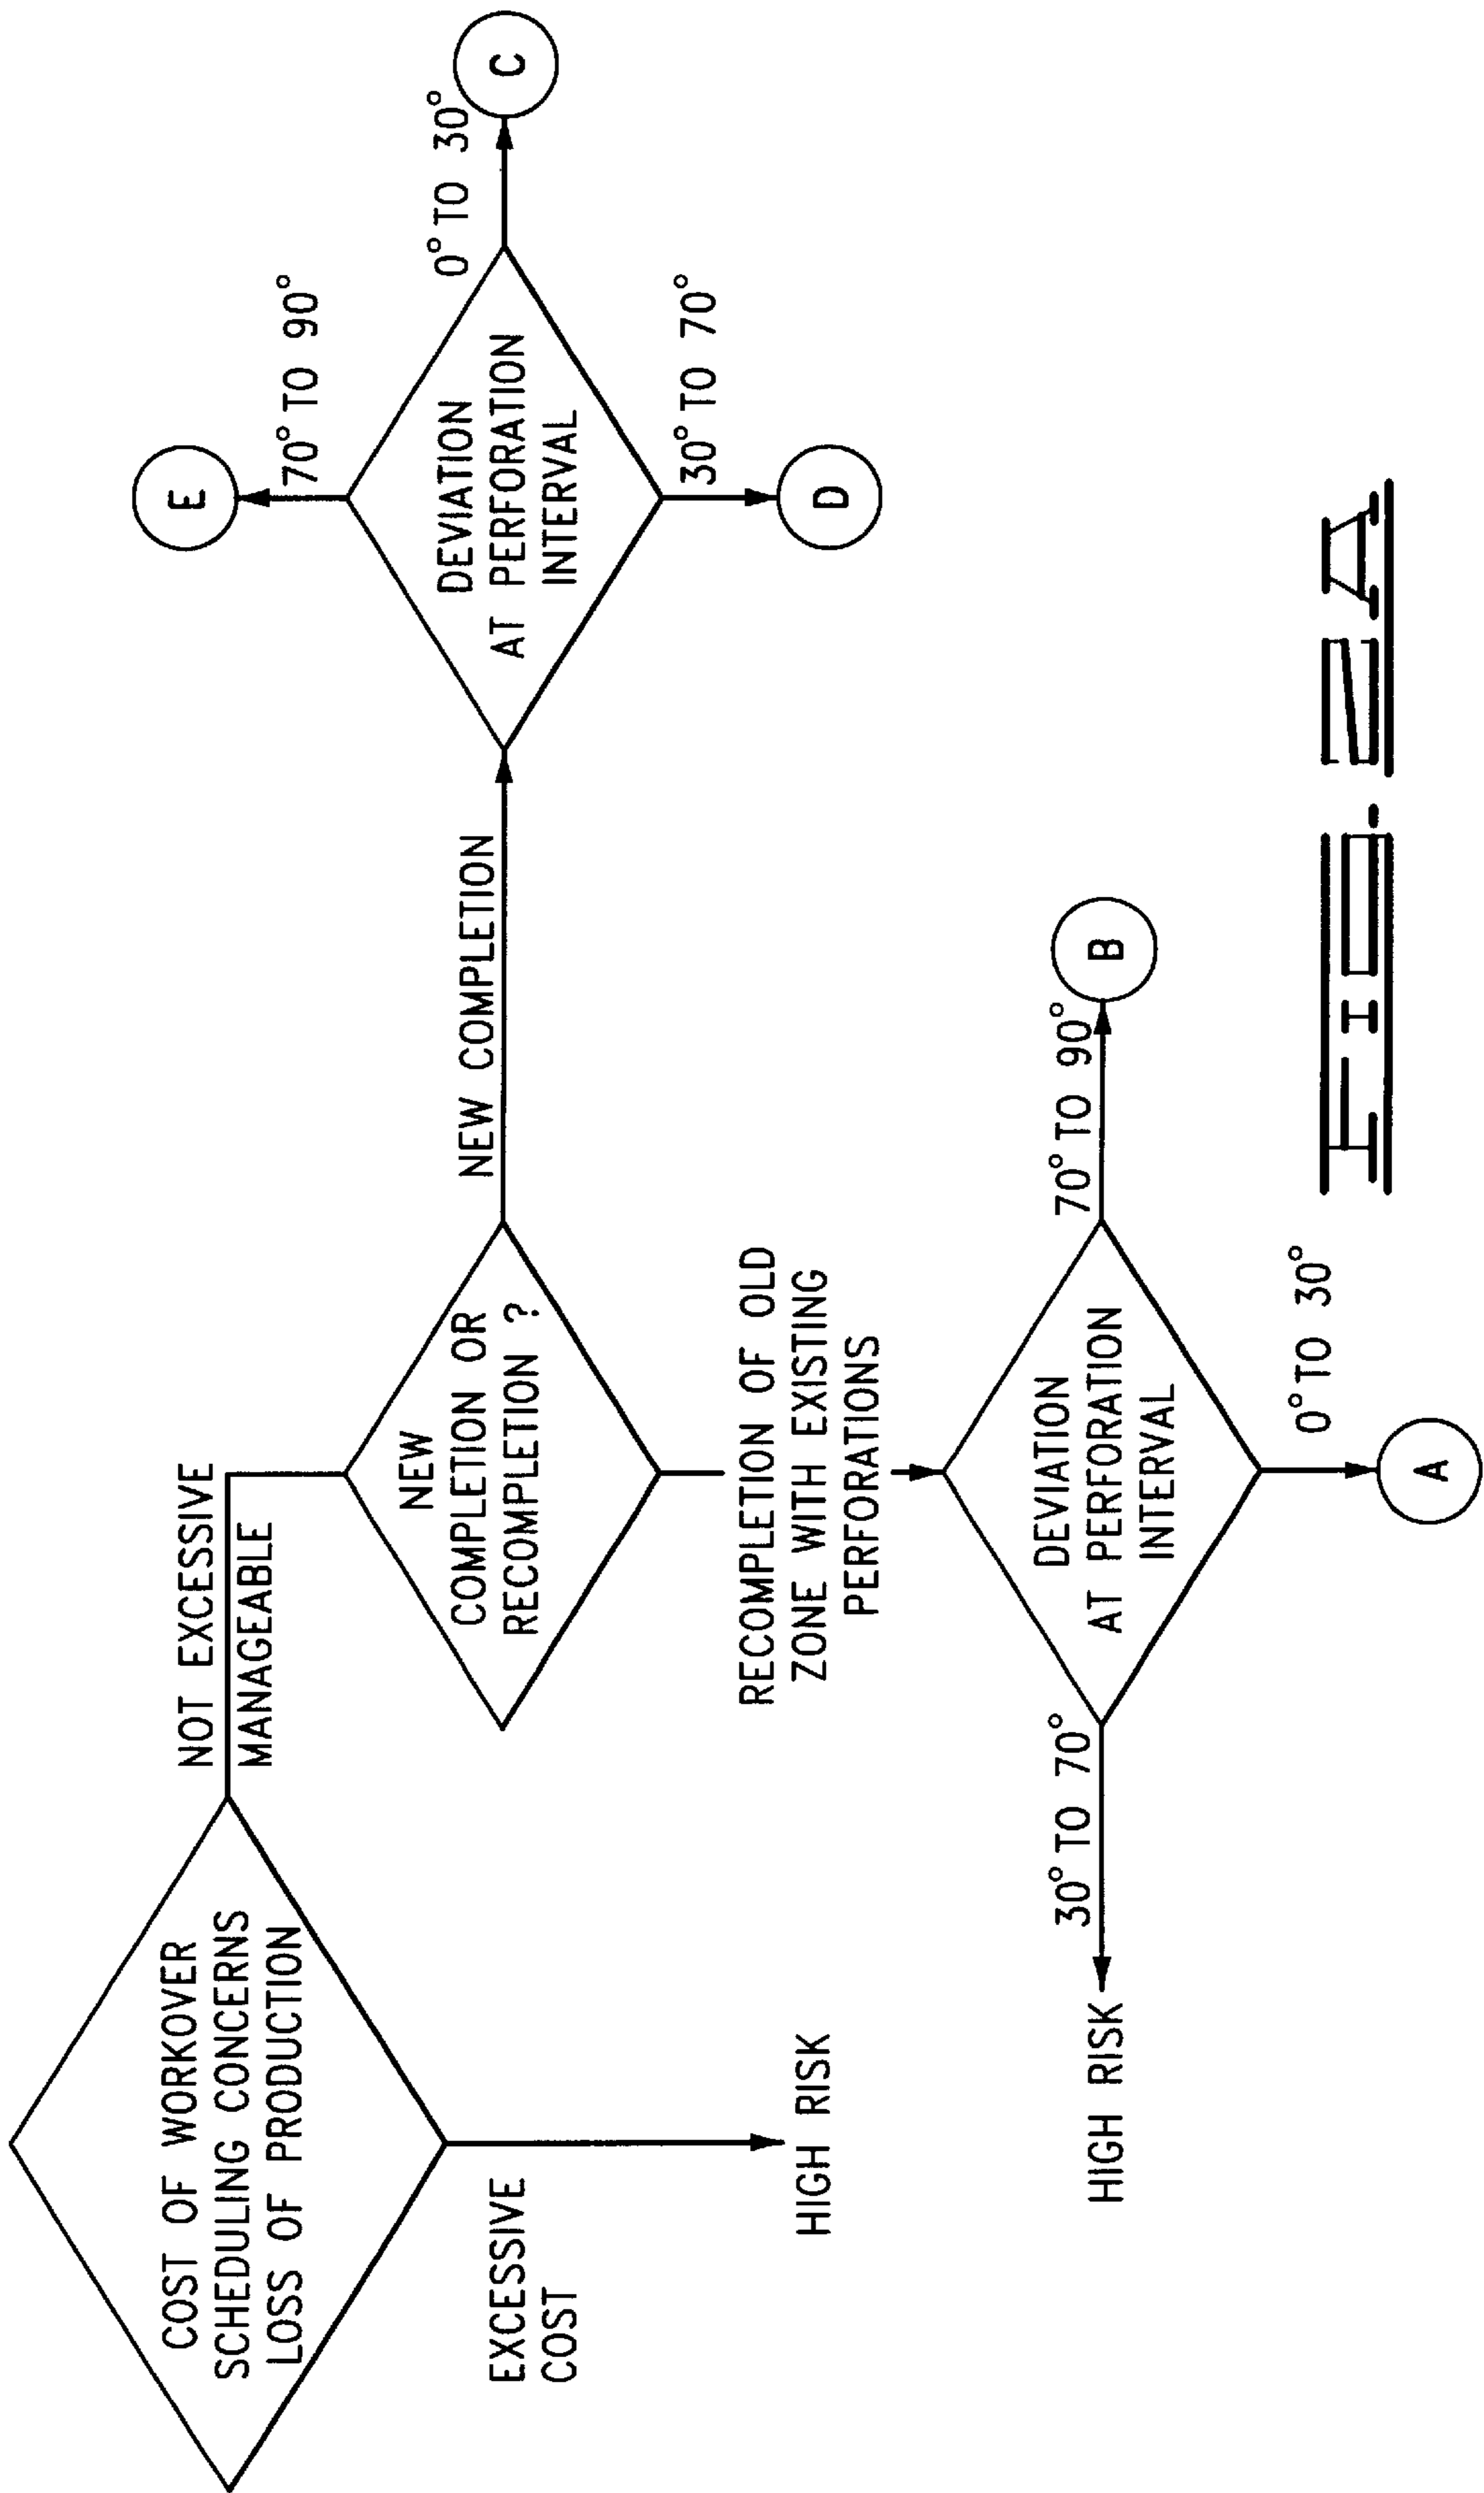 COST OF WORKOVER
SCHEDULING CONCERNS
LOSS OF PRODUCTION
NOT EXCESSIVE
MANAGEABLE
EXCESSIVE
COST
HIGH RISK
NEW
COMPLETION OR
RECOMPLETION ?
NEW COMPLETION
DEVIATION
AT PERFORATION
INTERVAL
70° TO 90°
E
0° TO 30°
C
30° TO 70°
D
RECOMPLETION OF OLD
ZONE WITH EXISTING
PERFORATIONS
DEVIATION
AT PERFORATION
INTERVAL
30° TO 70°
HIGH RISK
70° TO 90°
B
0° TO 30°
A
FIG. 2A